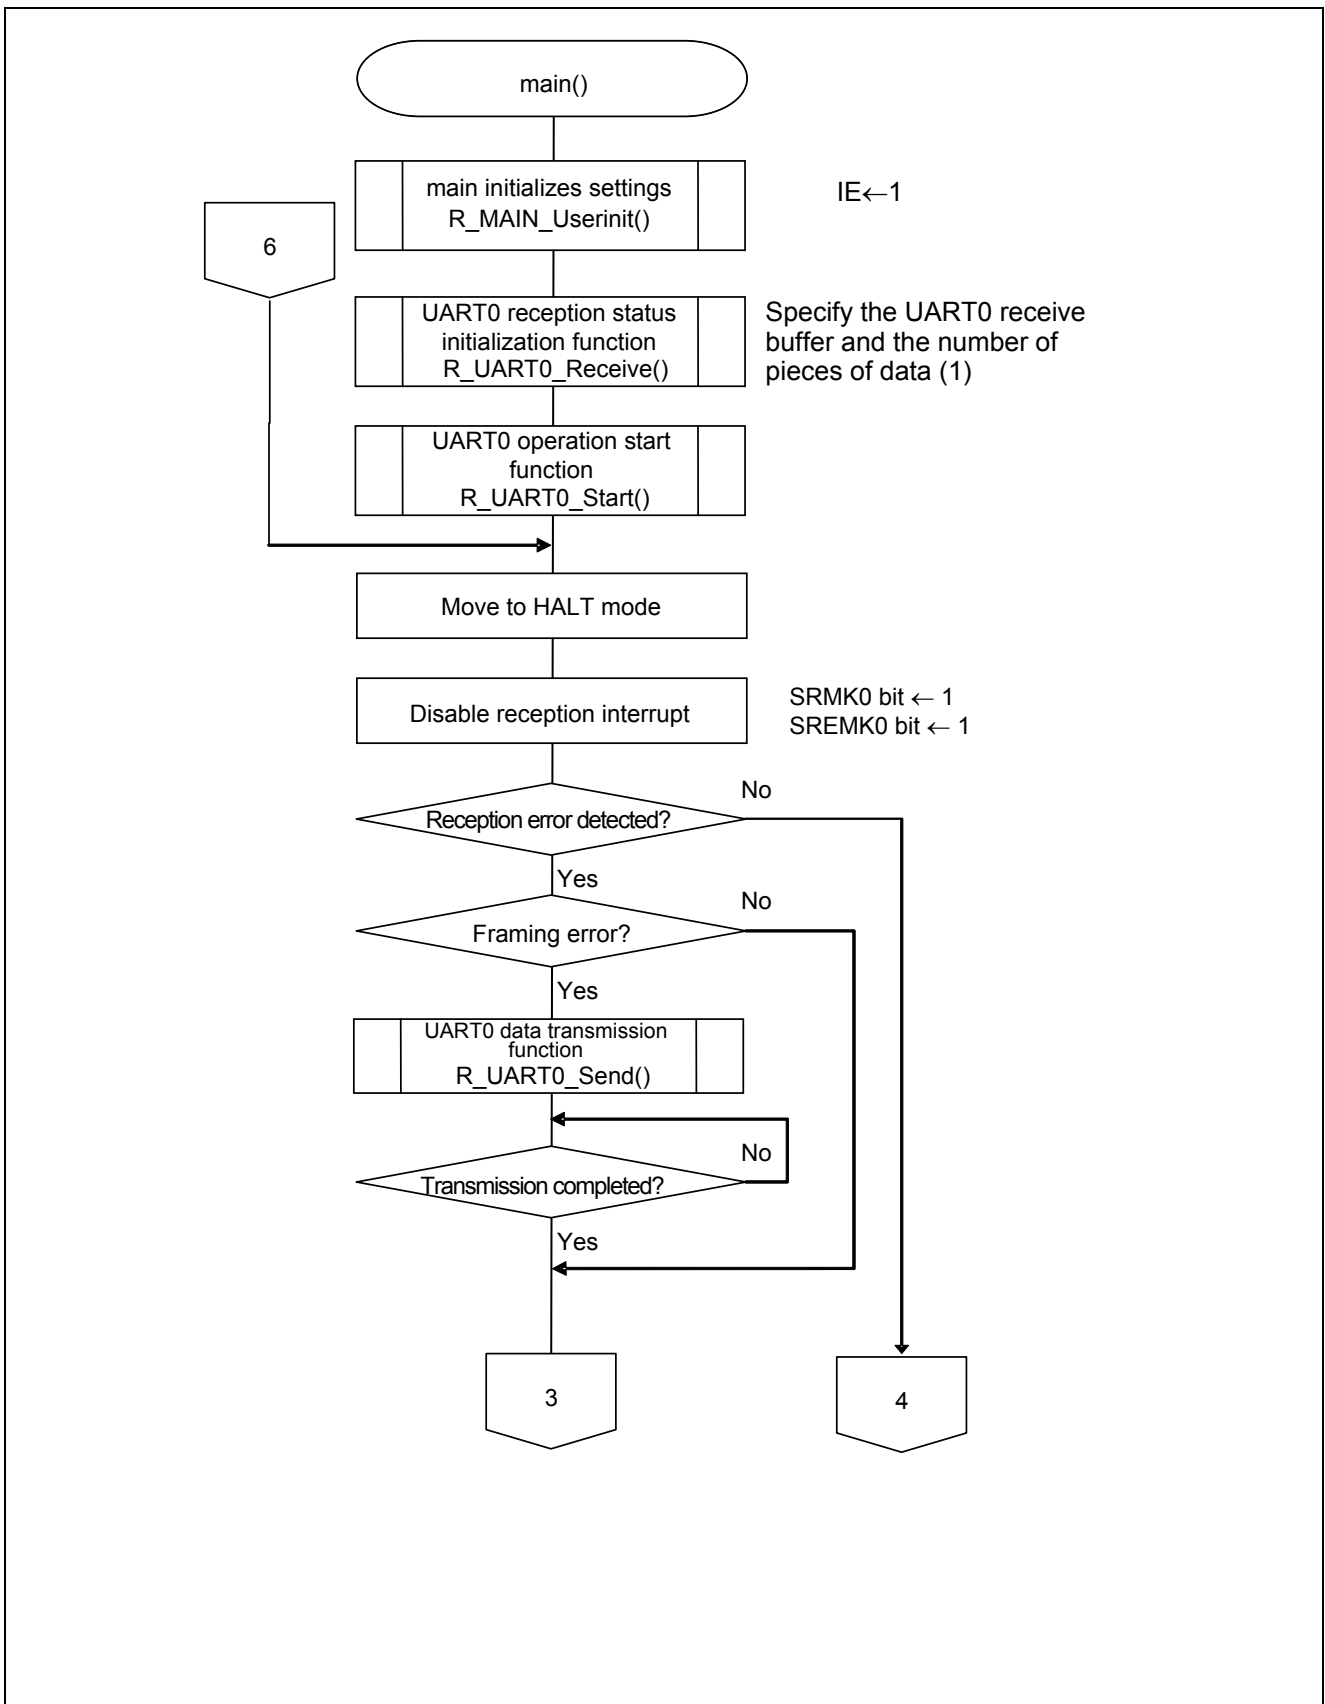 main()
main initializes settings
R_MAIN_Userinit()
IE←1
6
UART0 reception status
initialization function
R_UART0_Receive()
Specify the UART0 receive
buffer and the number of
pieces of data (1)
UART0 operation start
function
R_UART0_Start()
Move to HALT mode
Disable reception interrupt
SRMK0 bit ← 1
SREMK0 bit ← 1
No
Reception error detected?
Yes
No
Framing error?
Yes
UART0 data transmission
function
R_UART0_Send()
No
Transmission completed?
Yes
3
4